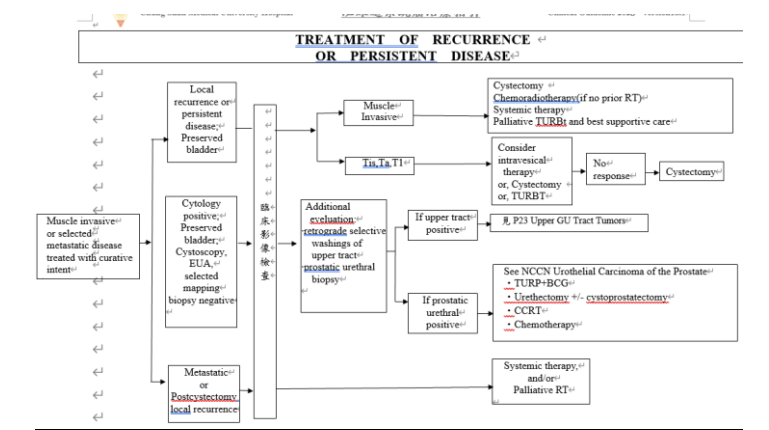 TREATMENT OF RECURRENCE
OR PERSISTENT DISEASE
Muscle invasive
or selected
metastatic disease
treated with curative
intent
Local
recurrence or
persistent
disease;
Preserved
bladder
Cytology
positive;
Preserved
bladder;
Cystoscopy,
EUA,
selected
mapping
biopsy negative
Metastatic
or
Postcystectomy
local recurrence
臨
床
影
像
檢
查
Muscle
Invasive
Cystectomy
Chemoradiotherapy(if no prior RT)
Systemic therapy
Palliative TURBt and best supportive care
Tis,Ta,T1
Consider
intravesical
therapy
or, Cystectomy
or, TURBT
No
response
Cystectomy
Additional
eveluation:
retrograde selective
washings of
upper tract
prostatic urethral
biopsy
If upper tract
positive
見 P23 Upper GU Tract Tumors
If prostatic
urethral
positive
See NCCN Urothelial Carcinoma of the Prostate
・TURP+BCG
・Urethectomy +/- cystoprostatectomy
・CCRT
・Chemotherapy
Systemic therapy,
and/or
Palliative RT